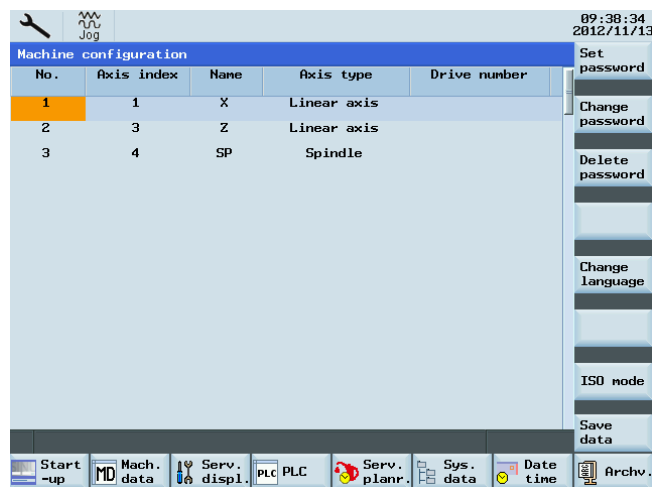 Jog
09:38:34
2012/11/13
Machine configuration
No. Axis index Name Axis type Drive number
1 1 X Linear axis
2 3 Z Linear axis
3 4 SP Spindle
Set
password
Change
password
Delete
password
Change
language
ISO mode
Save
data
Start
-up
MD Mach.
data
Serv.
displ.
PLC PLC
Serv.
planr.
Sys.
data
Date
time
Archv.